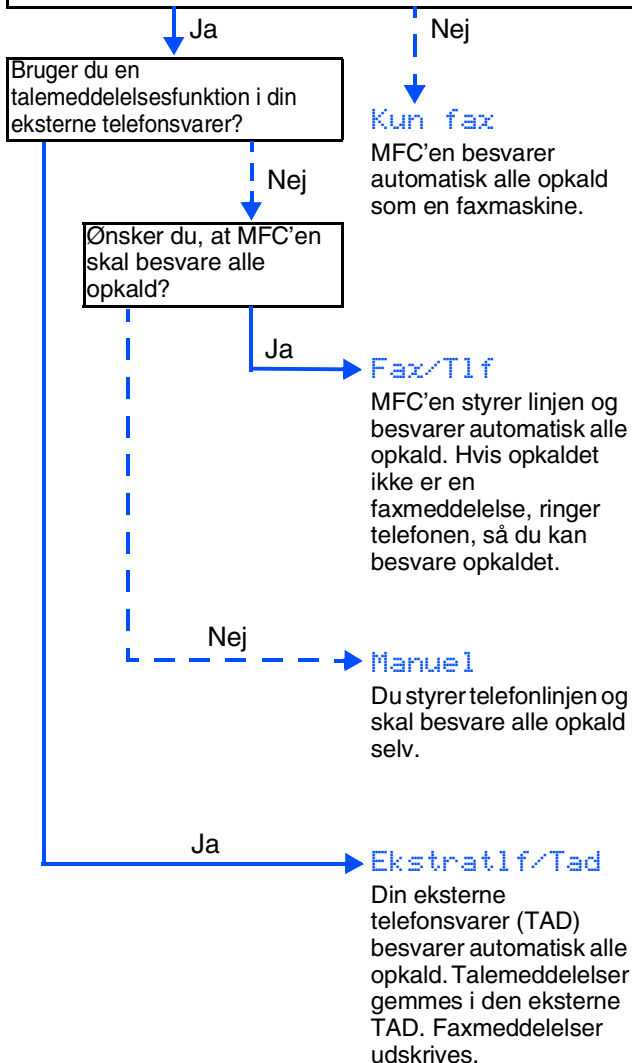 Ja
Nej
Bruger du en
talemeddelelsesfunktion i din
eksterne telefonsvarer?
Kun fax
MFC'en besvarer
automatisk alle opkald
som en faxmaskine.
Nej
Ønsker du, at MFC'en
skal besvare alle
opkald?
Ja
Fax/Tlf
MFC'en styrer linjen og
besvarer automatisk alle
opkald. Hvis opkaldet
ikke er en
faxmeddelelse, ringer
telefonen, så du kan
besvare opkaldet.
Nej
Manuel
Du styrer telefonlinjen og
skal besvare alle opkald
selv.
Ja
Ekstratlf/Tad
Din eksterne
telefonsvarer (TAD)
besvarer automatisk alle
opkald. Talemeddelelser
gemmes i den eksterne
TAD. Faxmeddelelser
udskrives.